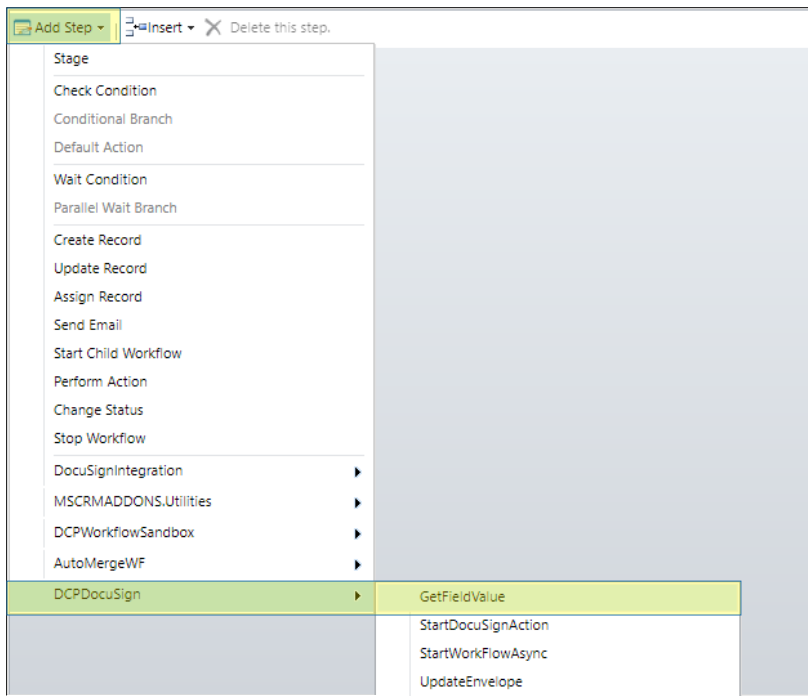 Add Step Insert Delete this step.
Stage
Check Condition
Conditional Branch
Default Action
Wait Condition
Parallel Wait Branch
Create Record
Update Record
Assign Record
Send Email
Start Child Workflow
Perform Action
Change Status
Stop Workflow
DocuSignIntegration
MSCRMADDONS.Utilities
DCPWorkflowSandbox
AutoMergeWF
DCPDocuSign
GetFieldValue
StartDocuSignAction
StartWorkFlowAsync
UpdateEnvelope